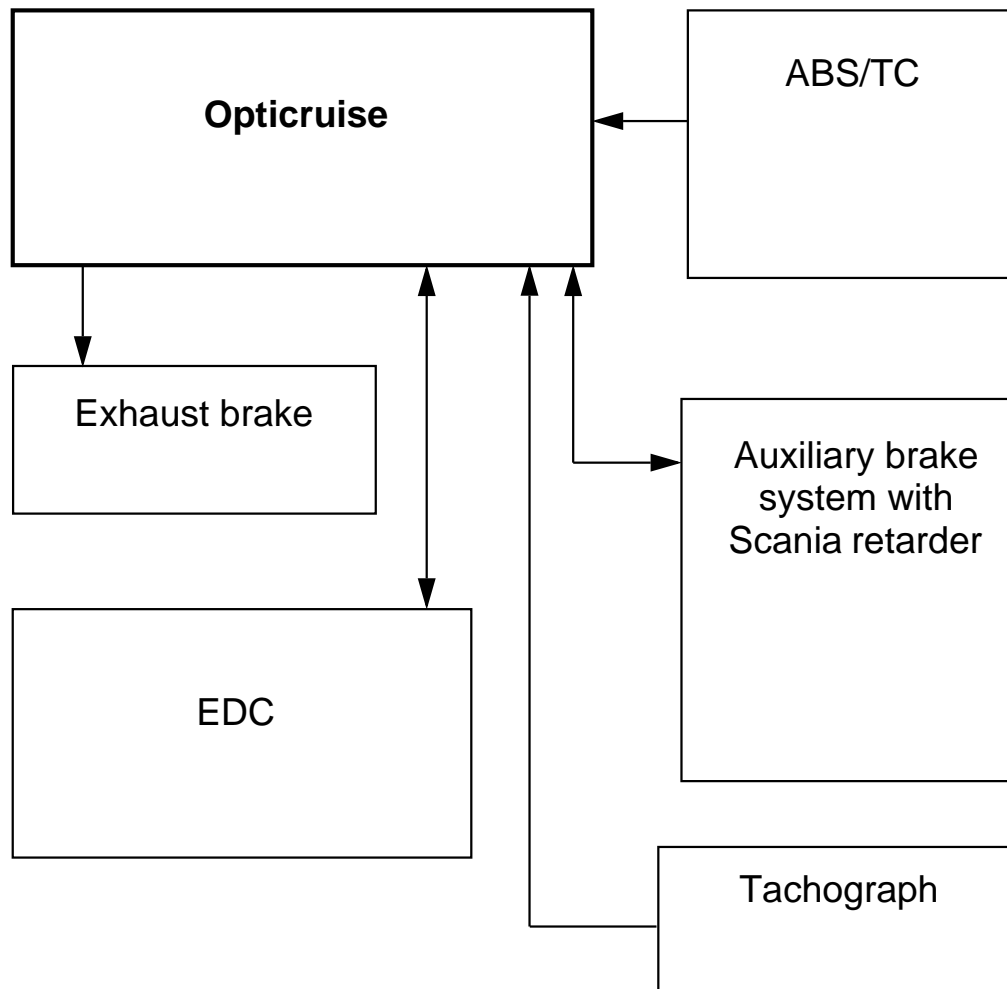 Opticruise
ABS/TC
Exhaust brake
Auxiliary brake
system with
Scania retarder
EDC
Tachograph